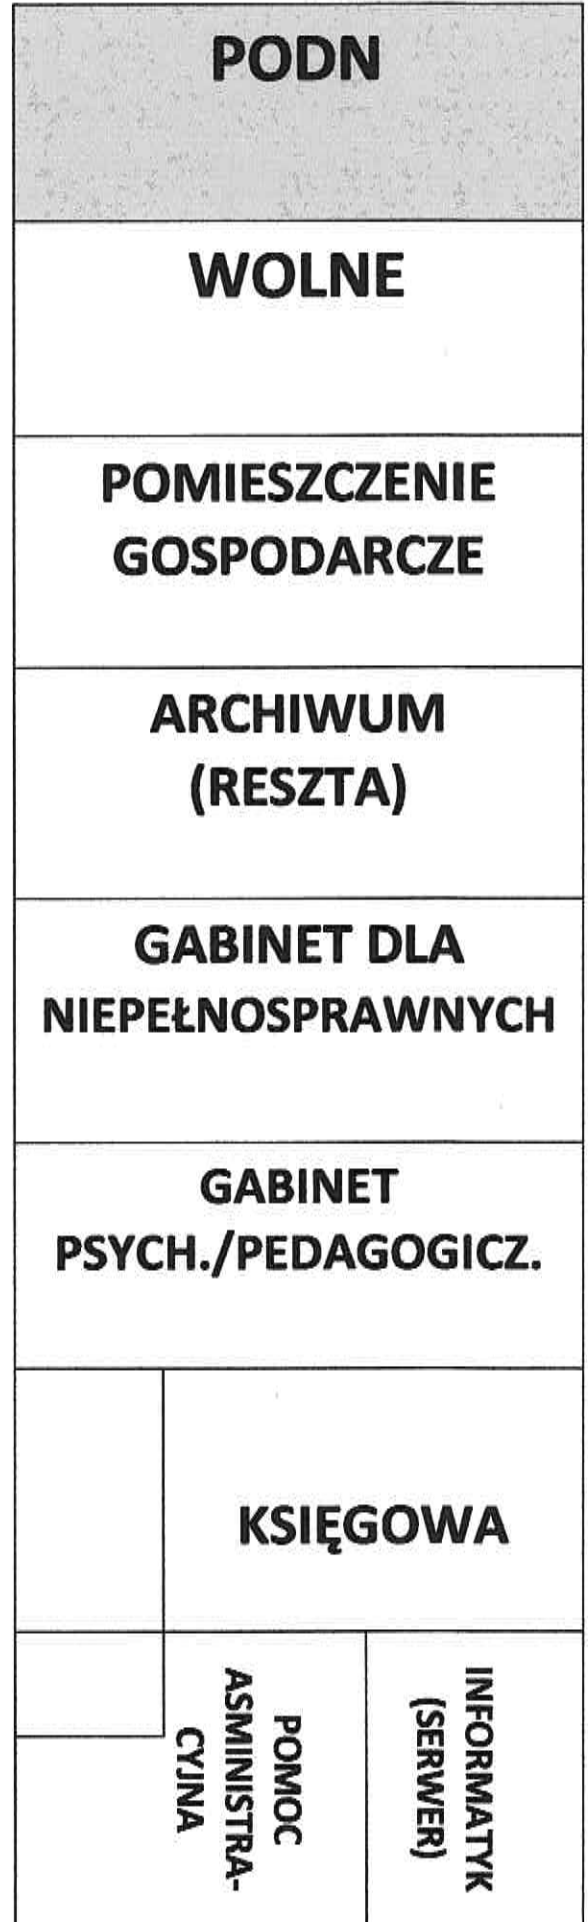 PODN
WOLNE
POMIESZCZENIE
GOSPODARCZE
ARCHIWUM
(RESZTA)
GABINET DLA
NIEPEŁNOSPRAWNYCH
GABINET
PSYCH./PEDAGOGICZ.
KSIĘGOWA
POMOC
ASMINISTRA-
CYJNA
INFORMATYK
(SERWER)